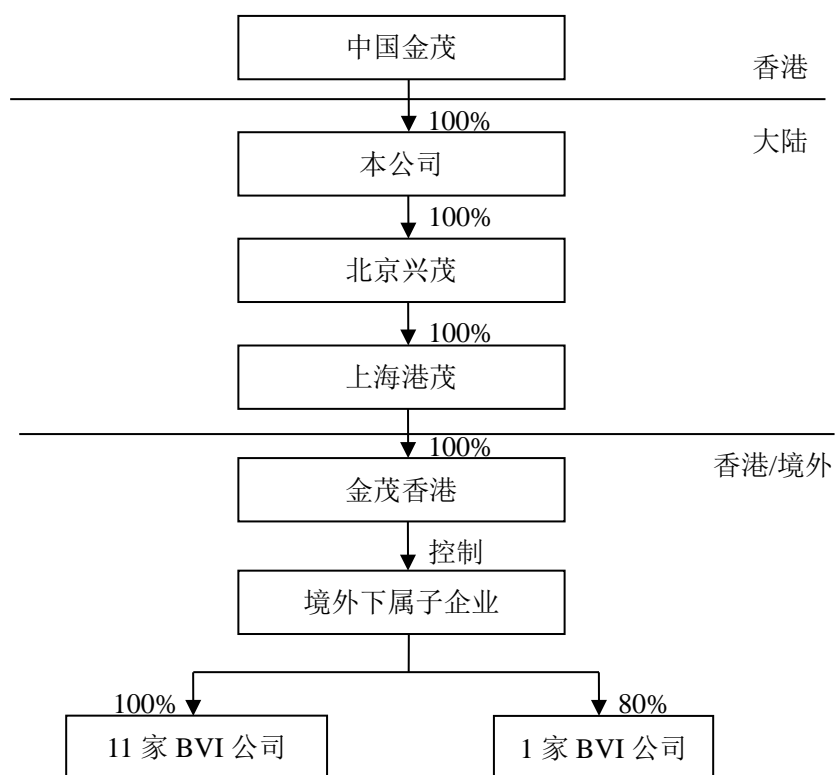 中国金茂
香港
100%
大陆
本公司
100%
北京兴茂
100%
上海港茂
100%
香港/境外
金茂香港
控制
境外下属子企业
100%
80%
11 家 BVI 公司
1 家 BVI 公司